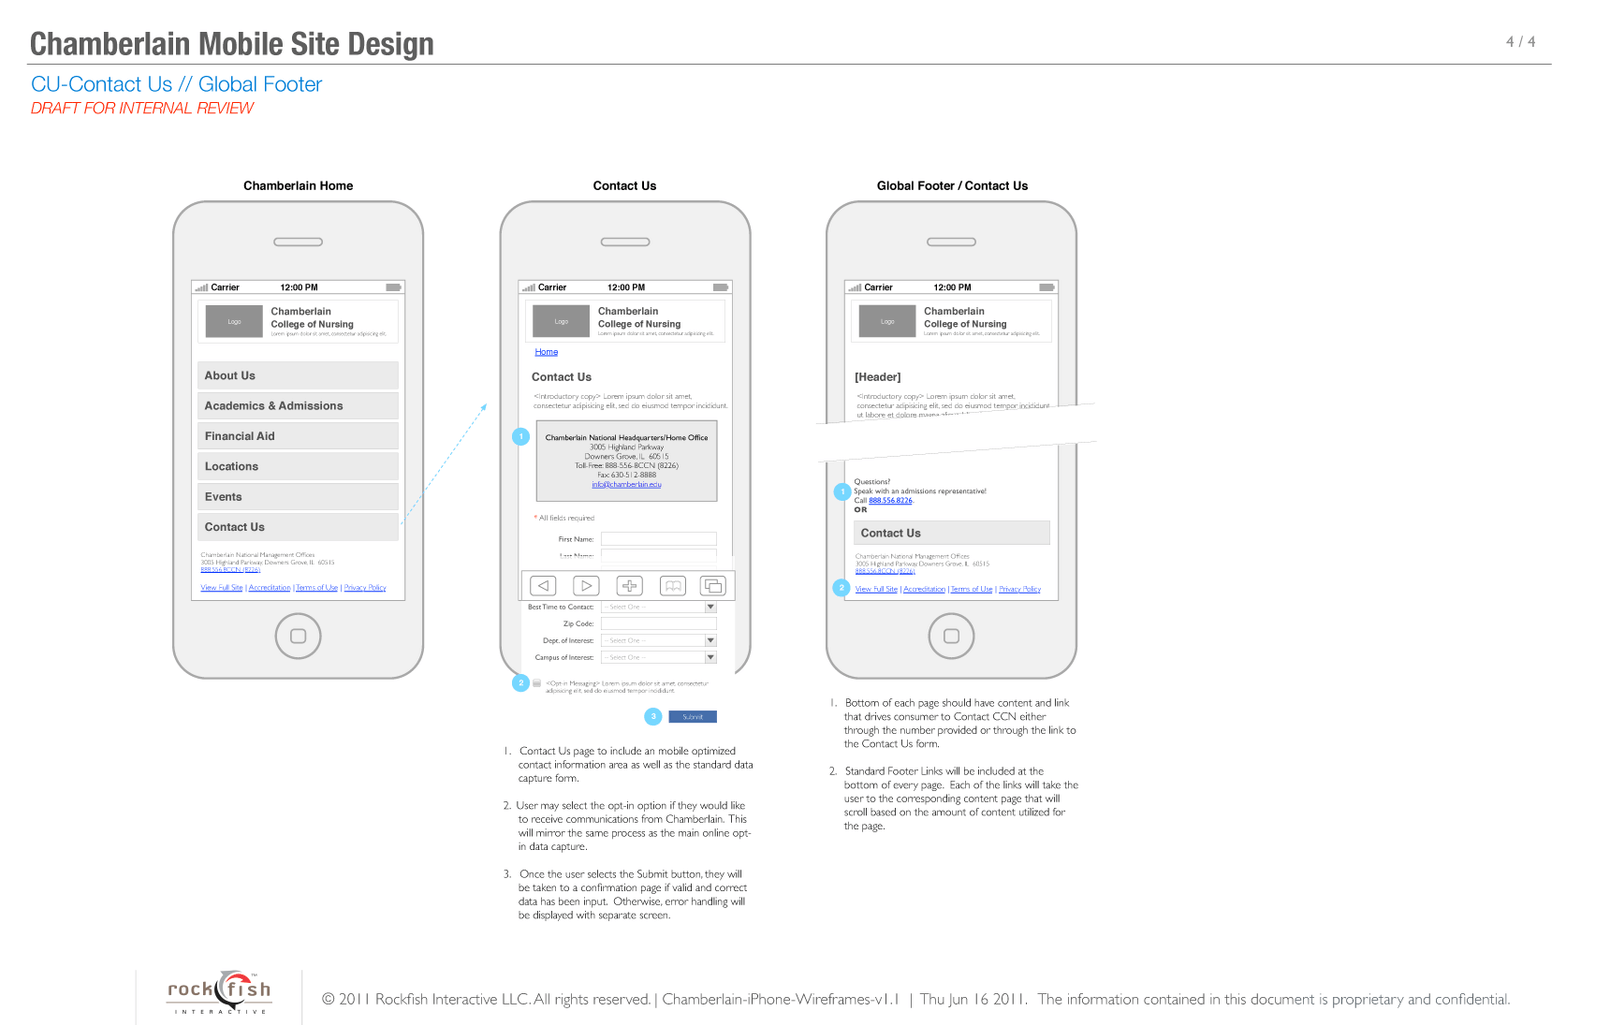 Chamberlain Mobile Site Design
4 / 4
CU-Contact Us // Global Footer
DRAFT FOR INTERNAL REVIEW
Chamberlain Home
Carrier 12:00 PM
Logo
Chamberlain
College of Nursing
Lorem ipsum dolor sit amet, consectetur adipiscing elit.
About Us
Academics & Admissions
Financial Aid
Locations
Events
Contact Us
Chamberlain National Management Offices
3005 Highland Parkway Downers Grove, IL 60515
888.556.8CCN (8226)
View Full Site | Accreditation | Terms of Use | Privacy Policy
Contact Us
Carrier 12:00 PM
Logo
Chamberlain
College of Nursing
Lorem ipsum dolor sit amet, consectetur adipiscing elit.
Home
Contact Us
<Introductory copy> Lorem ipsum dolor sit amet,
consectetur adipisicing elit, sed do eiusmod tempor incididunt.
1
Chamberlain National Headquarters/Home Office
3005 Highland Parkway
Downers Grove, IL 60515
Toll-Free: 888-556-8CCN (8226)
Fax: 630-512-8888
info@chamberlain.edu
* All fields required
First Name:
Last Name:
Best Time to Contact: -- Select One --
Zip Code:
Dept. of Interest: -- Select One --
Campus of Interest: -- Select One --
2
<Opt-in Messaging> Lorem ipsum dolor sit amet, consectetur
adipisicing elit, sed do eiusmod tempor incididunt.
3
Submit
1. Contact Us page to include an mobile optimized
contact information area as well as the standard data
capture form.
2. User may select the opt-in option if they would like
to receive communications from Chamberlain. This
will mirror the same process as the main online opt-
in data capture.
3. Once the user selects the Submit button, they will
be taken to a confirmation page if valid and correct
data has been input. Otherwise, error handling will
be displayed with separate screen.
Global Footer / Contact Us
Carrier 12:00 PM
Logo
Chamberlain
College of Nursing
Lorem ipsum dolor sit amet, consectetur adipiscing elit.
[Header]
<Introductory copy> Lorem ipsum dolor sit amet,
consectetur adipisicing elit, sed do eiusmod tempor incididunt
ut labore et dolore magna
Questions?
1
Speak with an admissions representative!
Call 888.556.8226.
OR
Contact Us
Chamberlain National Management Offices
3005 Highland Parkway Downers Grove, IL 60515
888.556.8CCN (8226)
2
View Full Site | Accreditation | Terms of Use | Privacy Policy
1. Bottom of each page should have content and link
that drives consumer to Contact CCN either
through the number provided or through the link to
the Contact Us form.
2. Standard Footer Links will be included at the
bottom of every page. Each of the links will take the
user to the corresponding content page that will
scroll based on the amount of content utilized for
the page.
rockfish™
INTERACTIVE
© 2011 Rockfish Interactive LLC. All rights reserved. | Chamberlain-iPhone-Wireframes-v1.1 | Thu Jun 16 2011. The information contained in this document is proprietary and confidential.